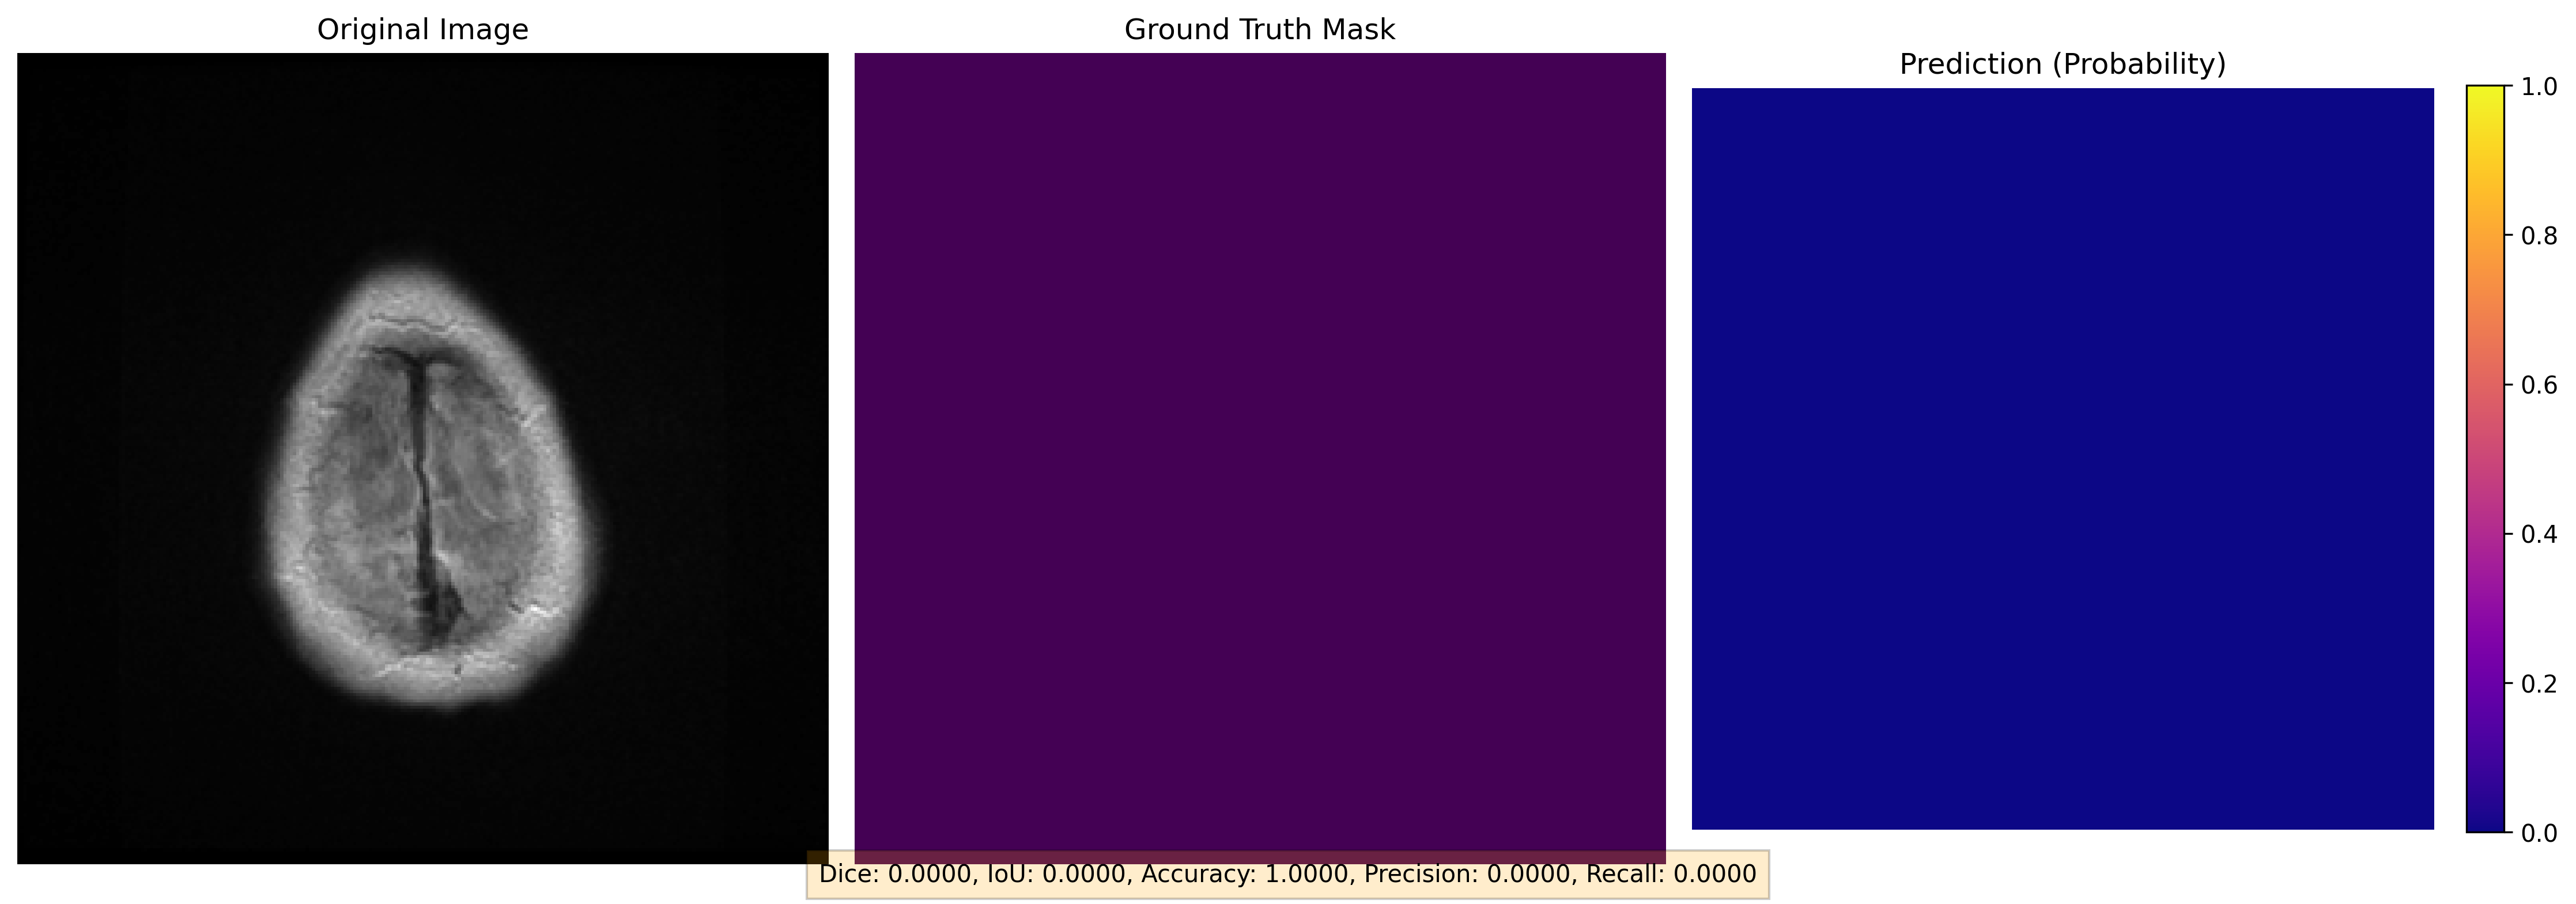 Original Image
Ground Truth Mask
Prediction (Probability)
1.0
0.8
0.6
0.4
0.2
0.0
Dice: 0.0000, IoU: 0.0000, Accuracy: 1.0000, Precision: 0.0000, Recall: 0.0000